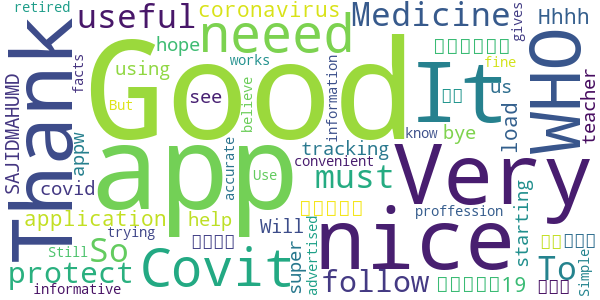 retired
useful
coronavirus
Medicine
gives
Hhhh
Thank
Good
neeed
It
WHO
hope
facts
using
works
fine
see
us
SAJIDMAHUMD
But
believe
information
load
teacher
appw
app
Use
know
bye
Very
accurate
tracking
convenient
covid
must
nice
starting
application
help
proffession
trying
Will
super
advertised
So
Still
Covit
To
Simple
protect
follow
19
informative